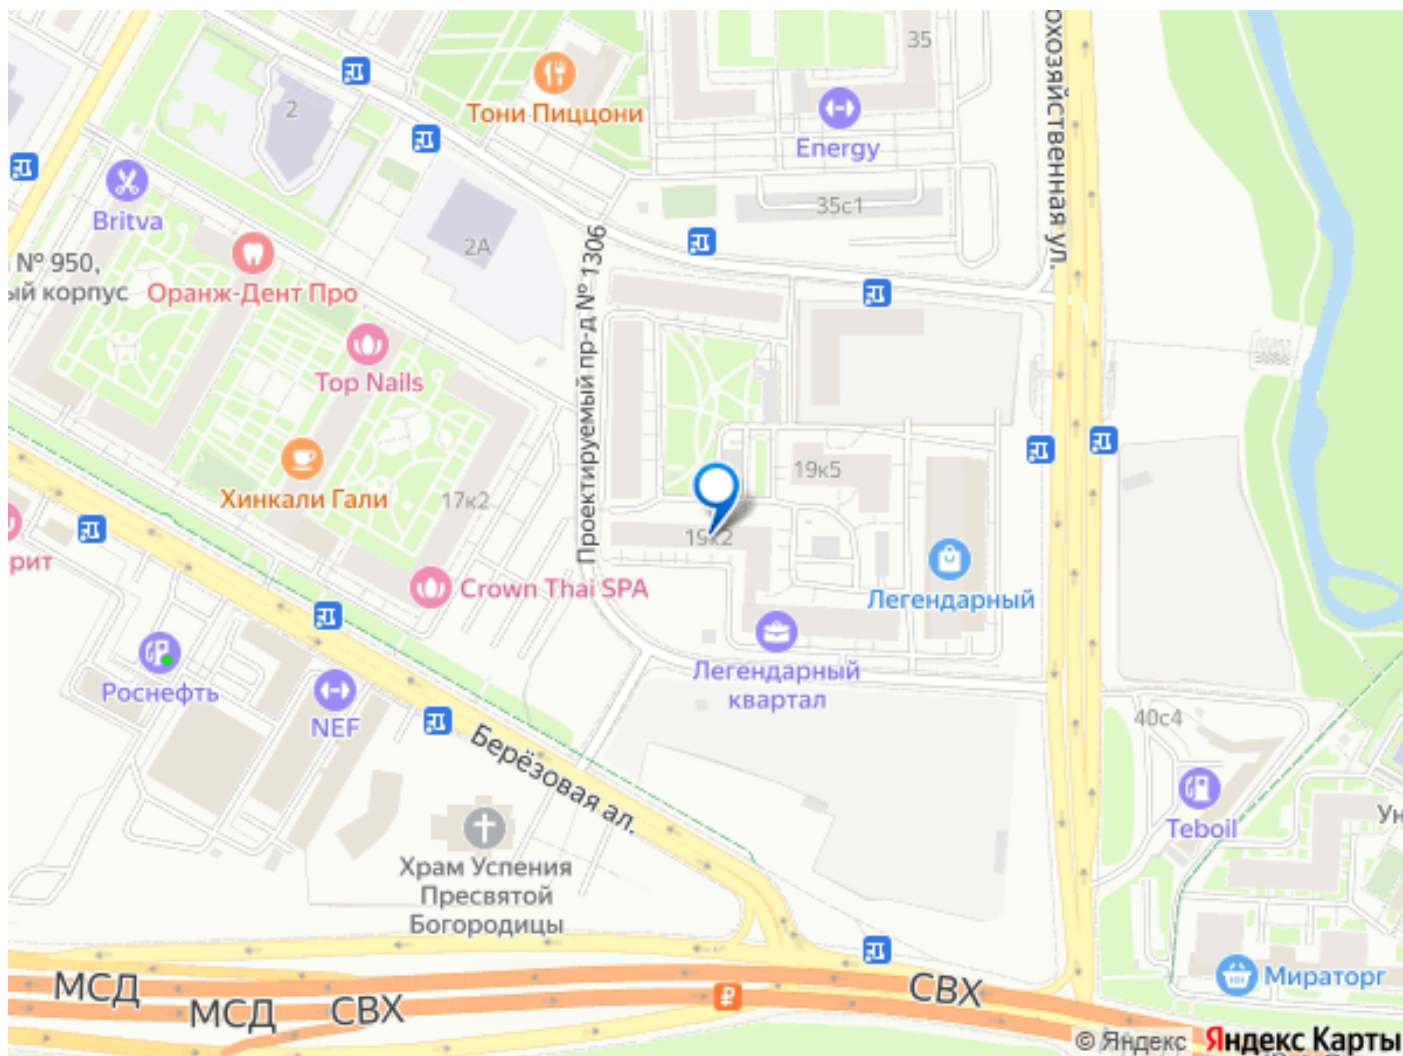 35
Тони Пиццони
2
Energy
охозяйственная ул.
Britva
35с1
2А
№ 950,
ый корпус
Оранж-Дент Про
Проектируемый пр-д № 1306
Top Nails
19к5
Хинкали Гали
17к2
19к2
рит
Crown Thai SPA
Легендарный
Роснефть
Легендарный
квартал
NEF
40с4
Берёзовая ал.
Teboil
Ун
Храм Успения
Пресвятой
Богородицы
МСД
МСД
СВХ
СВХ
Мираторг
© Яндекс Яндекс Карты